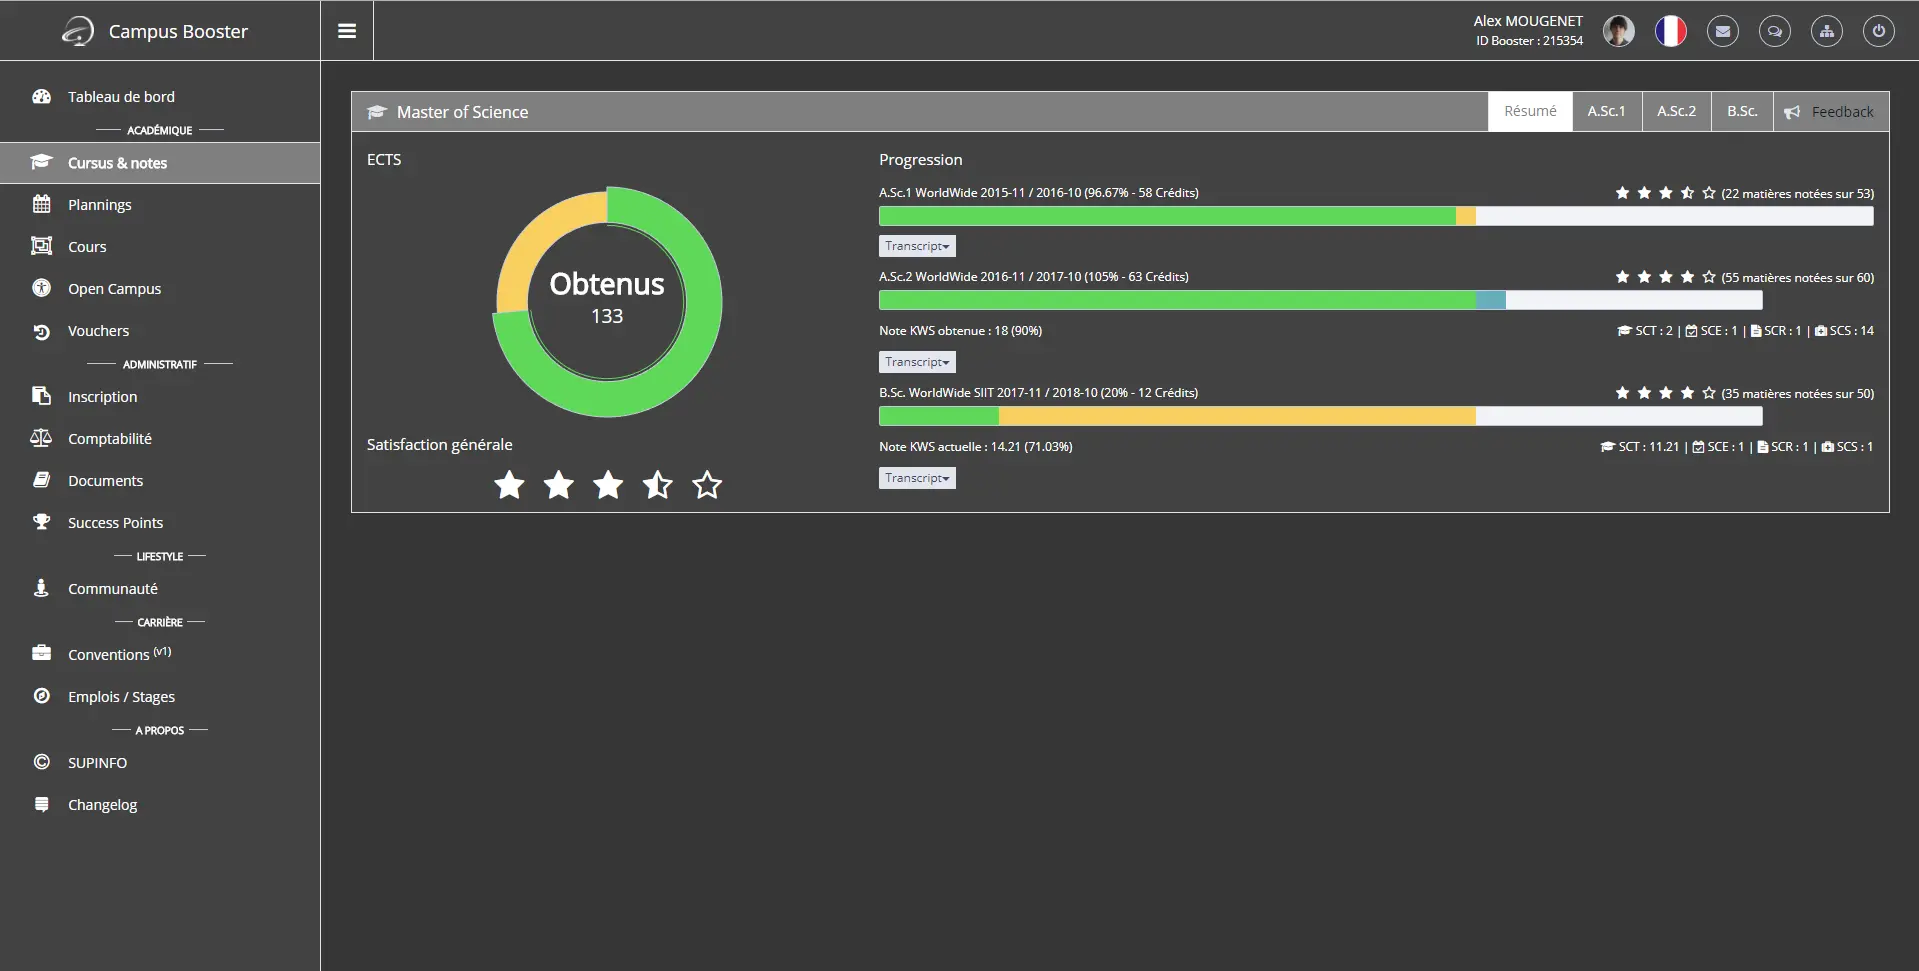 Campus Booster
Alex MOUGENET
ID Booster : 215354
Tableau de bord
ACADÉMIQUE
Cursus & notes
Plannings
Cours
Open Campus
Vouchers
ADMINISTRATIF
Inscription
Comptabilité
Documents
Success Points
LIFESTYLE
Communauté
CARRIÈRE
Conventions (v1)
Emplois / Stages
A PROPOS
SUPINFO
Changelog
Master of Science
Résumé
A.Sc.1
A.Sc.2
B.Sc.
Feedback
ECTS
Obtenus
133
Satisfaction générale
Progression
A.Sc.1 WorldWide 2015-11 / 2016-10 (96.67% - 58 Crédits)
(22 matières notées sur 53)
Transcript
A.Sc.2 WorldWide 2016-11 / 2017-10 (105% - 63 Crédits)
(55 matières notées sur 60)
Note KWS obtenue : 18 (90%)
SCT : 2 | SCE : 1 | SCR : 1 | SCS : 14
Transcript
B.Sc. WorldWide SIIT 2017-11 / 2018-10 (20% - 12 Crédits)
(35 matières notées sur 50)
Note KWS actuelle : 14.21 (71.03%)
SCT : 11.21 | SCE : 1 | SCR : 1 | SCS : 1
Transcript